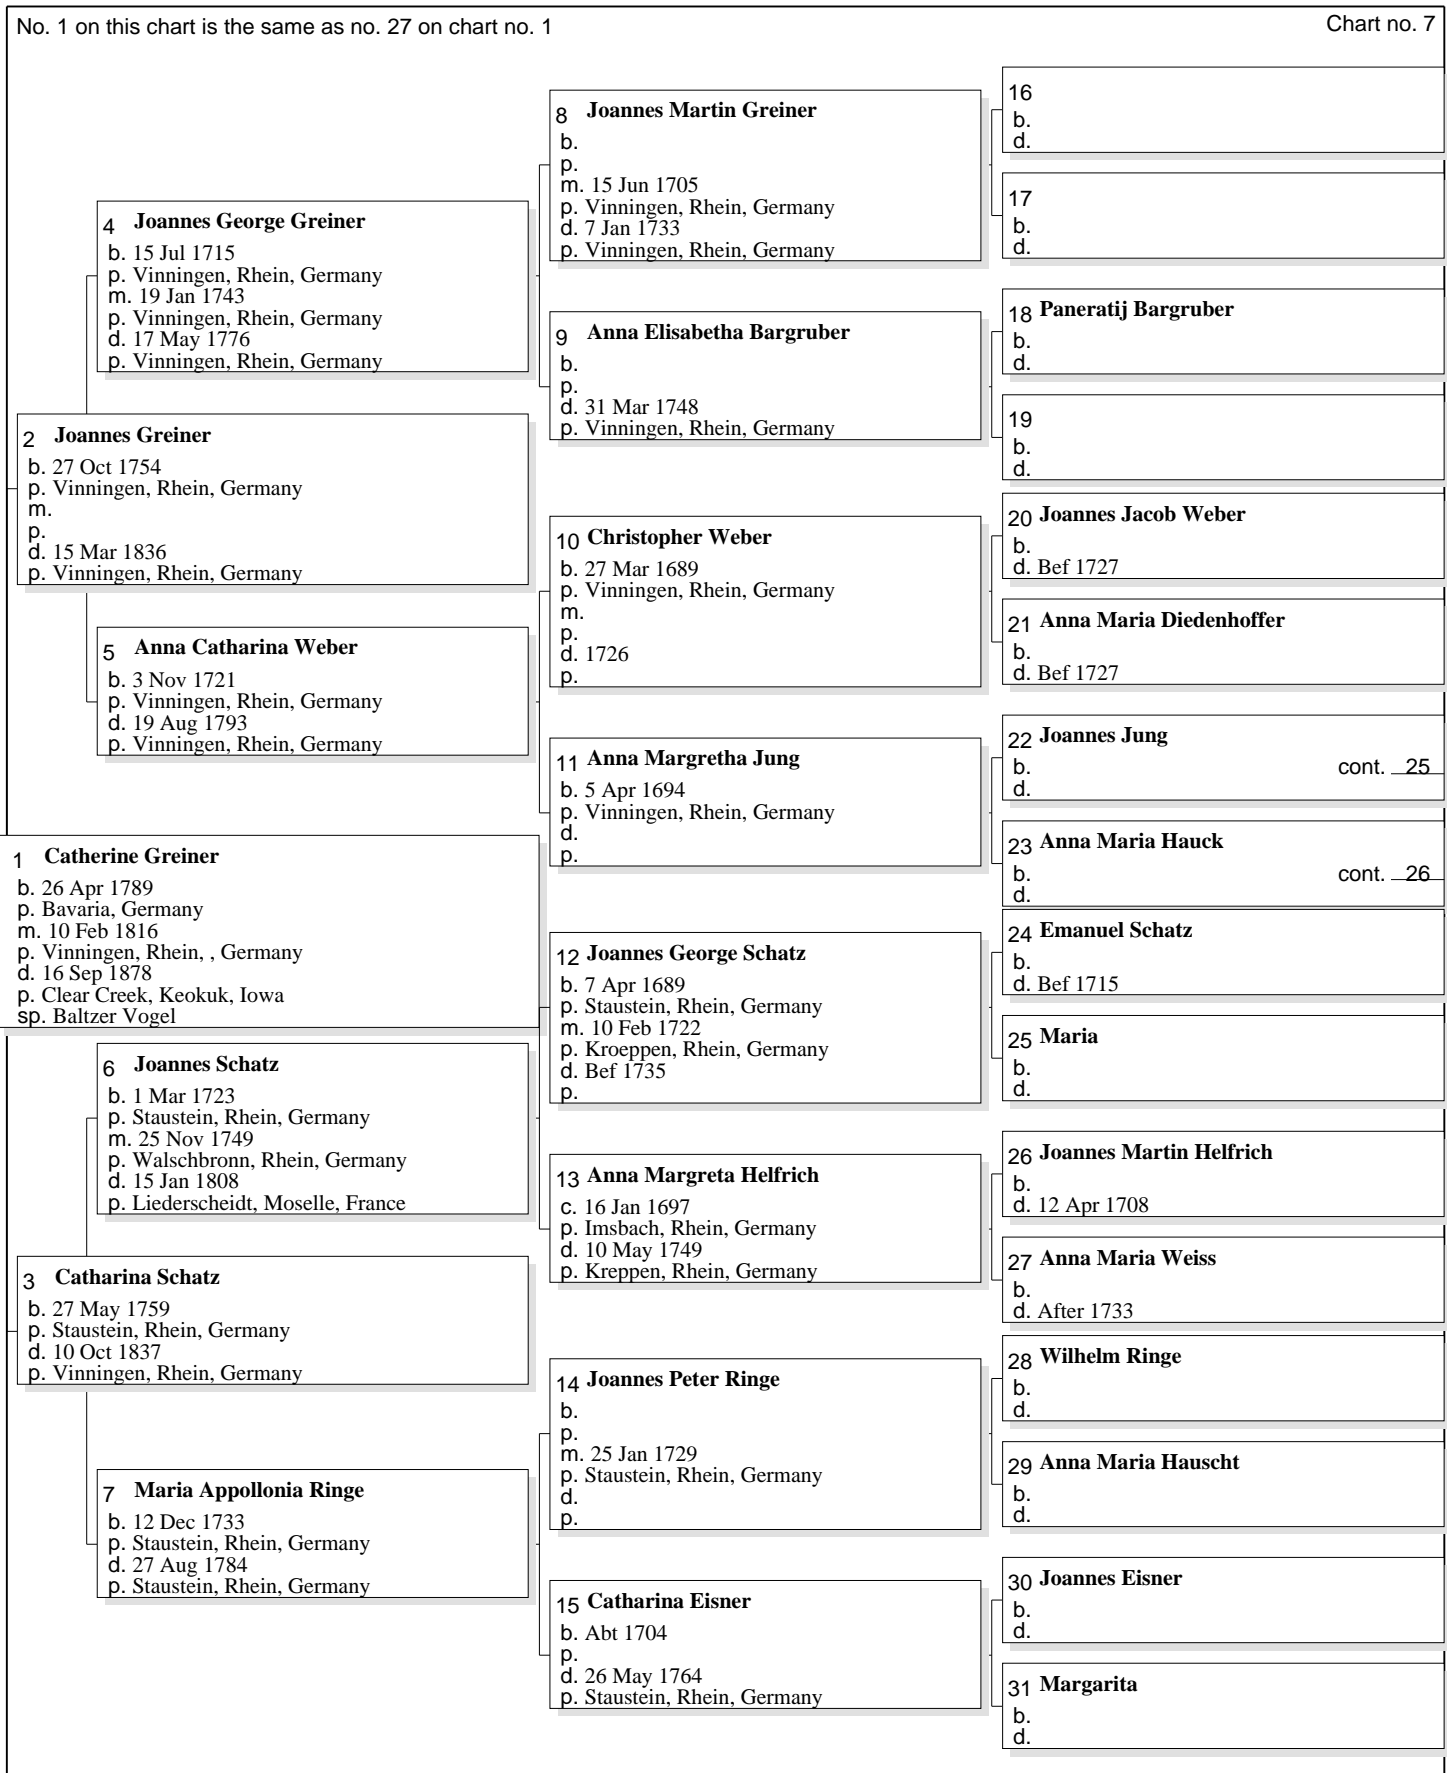 No. 1 on this chart is the same as no. 27 on chart no. 1
Chart no. 7
16
b.
d.
8 Joannes Martin Greiner
b.
p.
m. 15 Jun 1705
p. Vinningen, Rhein, Germany
d. 7 Jan 1733
p. Vinningen, Rhein, Germany
17
b.
d.
4 Joannes George Greiner
b. 15 Jul 1715
p. Vinningen, Rhein, Germany
m. 19 Jan 1743
p. Vinningen, Rhein, Germany
d. 17 May 1776
p. Vinningen, Rhein, Germany
18 Paneratij Bargruber
b.
d.
9 Anna Elisabetha Bargruber
b.
p.
d. 31 Mar 1748
p. Vinningen, Rhein, Germany
19
b.
d.
2 Joannes Greiner
b. 27 Oct 1754
p. Vinningen, Rhein, Germany
m.
p.
d. 15 Mar 1836
p. Vinningen, Rhein, Germany
20 Joannes Jacob Weber
b.
d. Bef 1727
10 Christopher Weber
b. 27 Mar 1689
p. Vinningen, Rhein, Germany
m.
p.
d. 1726
p.
21 Anna Maria Diedenhoffer
b.
d. Bef 1727
5 Anna Catharina Weber
b. 3 Nov 1721
p. Vinningen, Rhein, Germany
d. 19 Aug 1793
p. Vinningen, Rhein, Germany
22 Joannes Jung
b. cont. 25
d.
11 Anna Margretha Jung
b. 5 Apr 1694
p. Vinningen, Rhein, Germany
d.
p.
23 Anna Maria Hauck
b. cont. 26
d.
1 Catherine Greiner
b. 26 Apr 1789
p. Bavaria, Germany
m. 10 Feb 1816
p. Vinningen, Rhein, , Germany
d. 16 Sep 1878
p. Clear Creek, Keokuk, Iowa
sp. Baltzer Vogel
24 Emanuel Schatz
b.
d. Bef 1715
12 Joannes George Schatz
b. 7 Apr 1689
p. Staustein, Rhein, Germany
m. 10 Feb 1722
p. Kroeppen, Rhein, Germany
d. Bef 1735
p.
25 Maria
b.
d.
6 Joannes Schatz
b. 1 Mar 1723
p. Staustein, Rhein, Germany
m. 25 Nov 1749
p. Walschbronn, Rhein, Germany
d. 15 Jan 1808
p. Liederscheidt, Moselle, France
26 Joannes Martin Helfrich
b.
d. 12 Apr 1708
13 Anna Margreta Helfrich
c. 16 Jan 1697
p. Imsbach, Rhein, Germany
d. 10 May 1749
p. Kreppen, Rhein, Germany
27 Anna Maria Weiss
b.
d. After 1733
3 Catharina Schatz
b. 27 May 1759
p. Staustein, Rhein, Germany
d. 10 Oct 1837
p. Vinningen, Rhein, Germany
28 Wilhelm Ringe
b.
d.
14 Joannes Peter Ringe
b.
p.
m. 25 Jan 1729
p. Staustein, Rhein, Germany
d.
p.
29 Anna Maria Hauscht
b.
d.
7 Maria Appollonia Ringe
b. 12 Dec 1733
p. Staustein, Rhein, Germany
d. 27 Aug 1784
p. Staustein, Rhein, Germany
30 Joannes Eisner
b.
d.
15 Catharina Eisner
b. Abt 1704
p.
d. 26 May 1764
p. Staustein, Rhein, Germany
31 Margarita
b.
d.